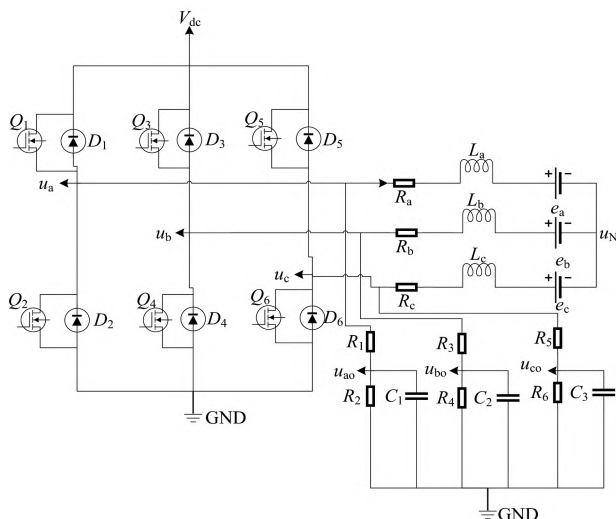 V_dc
Q_1 D_1 Q_3 D_3 Q_5 D_5
u_a
u_b
u_c
R_a L_a e_a
R_b L_b e_b
R_c L_c e_c
u_N
+ −
+ −
+ −
Q_2 D_2 Q_4 D_4 Q_6 D_6
R_1 R_3 R_5
u_ao u_bo u_co
R_2 C_1 R_4 C_2 R_6 C_3
GND
GND